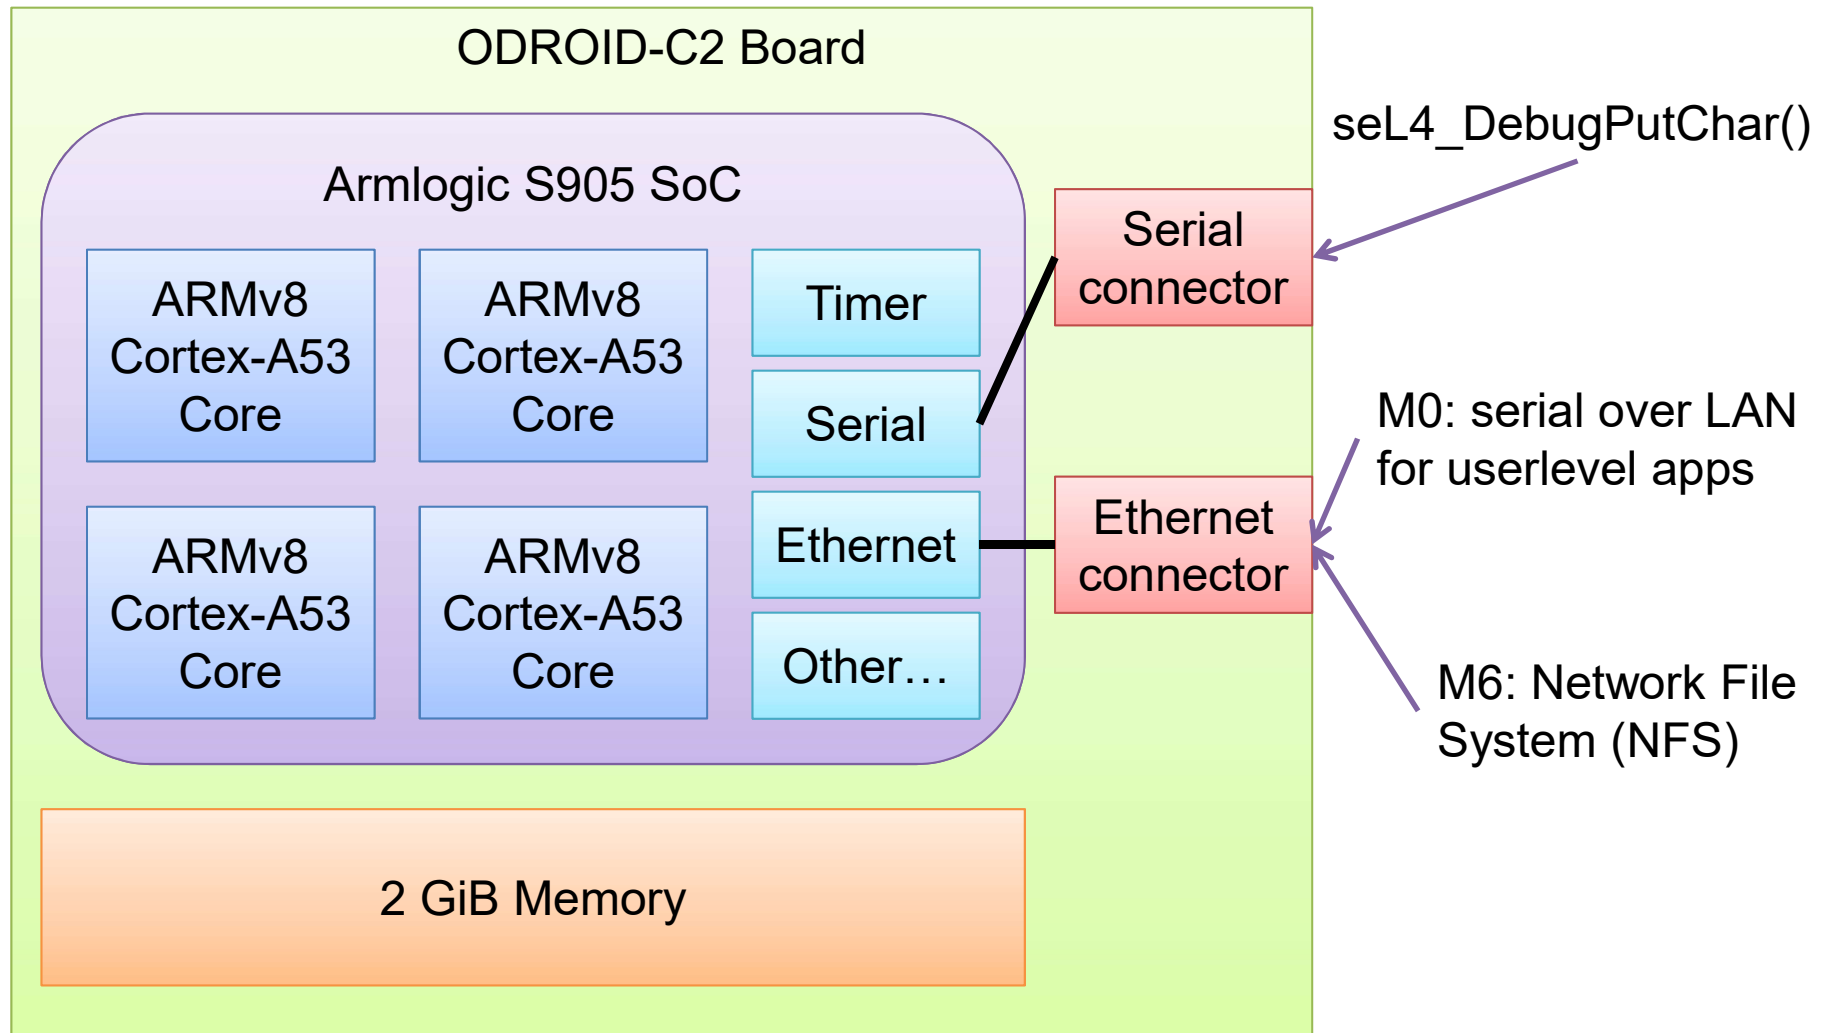 ODROID-C2 Board
Armlogic S905 SoC
ARMv8
Cortex-A53
Core
ARMv8
Cortex-A53
Core
ARMv8
Cortex-A53
Core
ARMv8
Cortex-A53
Core
Timer
Serial
Ethernet
Other…
Serial
connector
Ethernet
connector
2 GiB Memory
seL4_DebugPutChar()
M0: serial over LAN
for userlevel apps
M6: Network File
System (NFS)